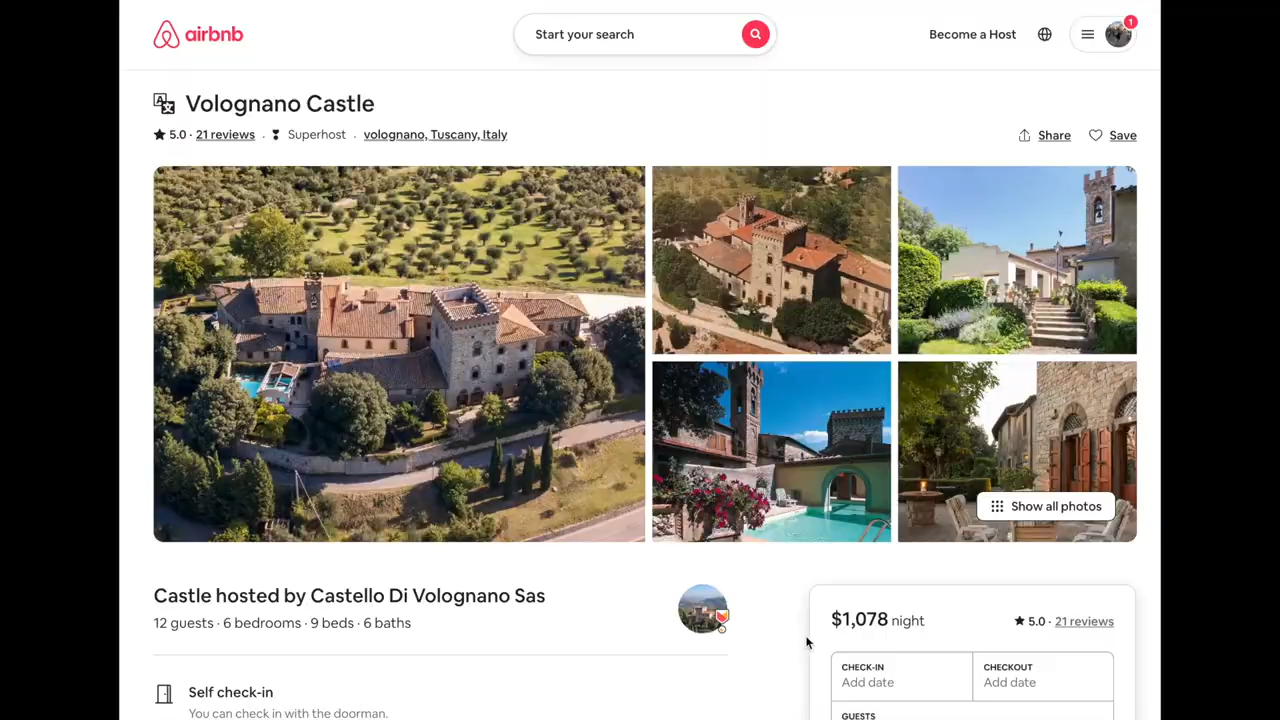 airbnb
Start your search
Become a Host
1
Volognano Castle
5.0 · 21 reviews · Superhost · volognano, Tuscany, Italy
Share
Save
Show all photos
Castle hosted by Castello Di Volognano Sas
12 guests · 6 bedrooms · 9 beds · 6 baths
$1,078 night
5.0 · 21 reviews
CHECK-IN
Add date
CHECKOUT
Add date
GUESTS
Self check-in
You can check in with the doorman.